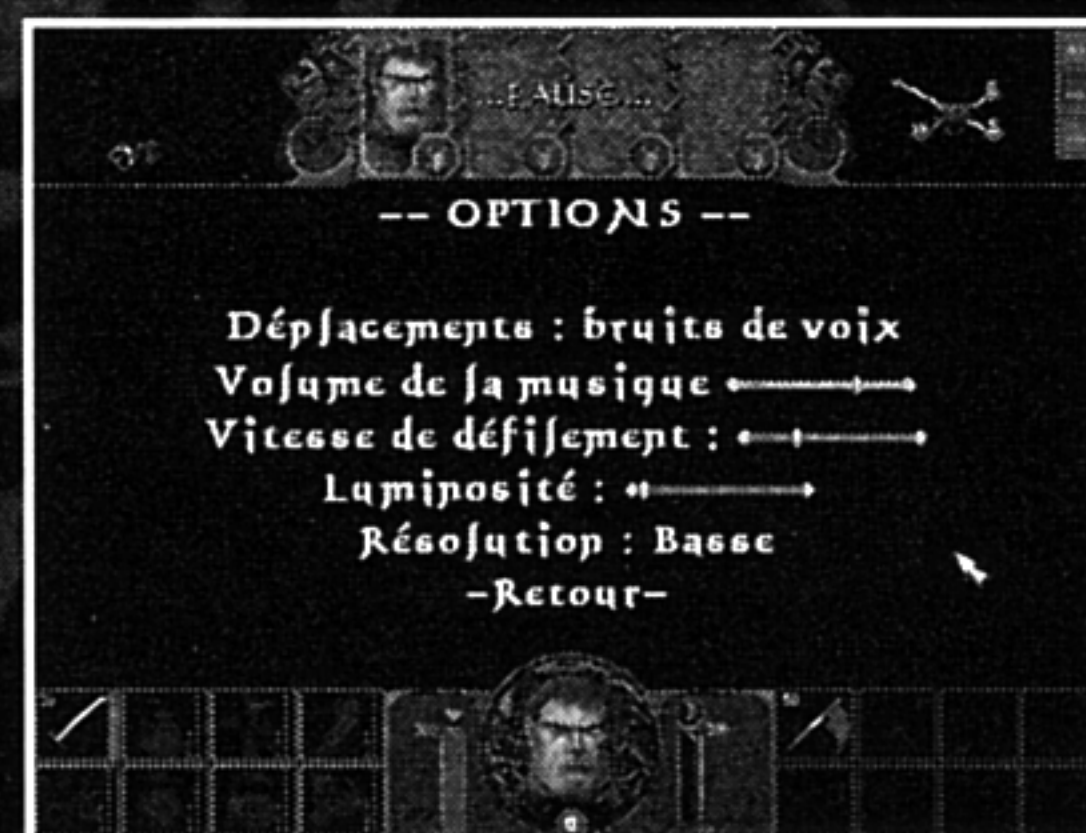 ...PAUSE...
-- OPTIONS --
Déplacements : bruits de voix
Volume de la musique
Vitesse de défilement :
Luminosité :
Résolution : Basse
-Retour-